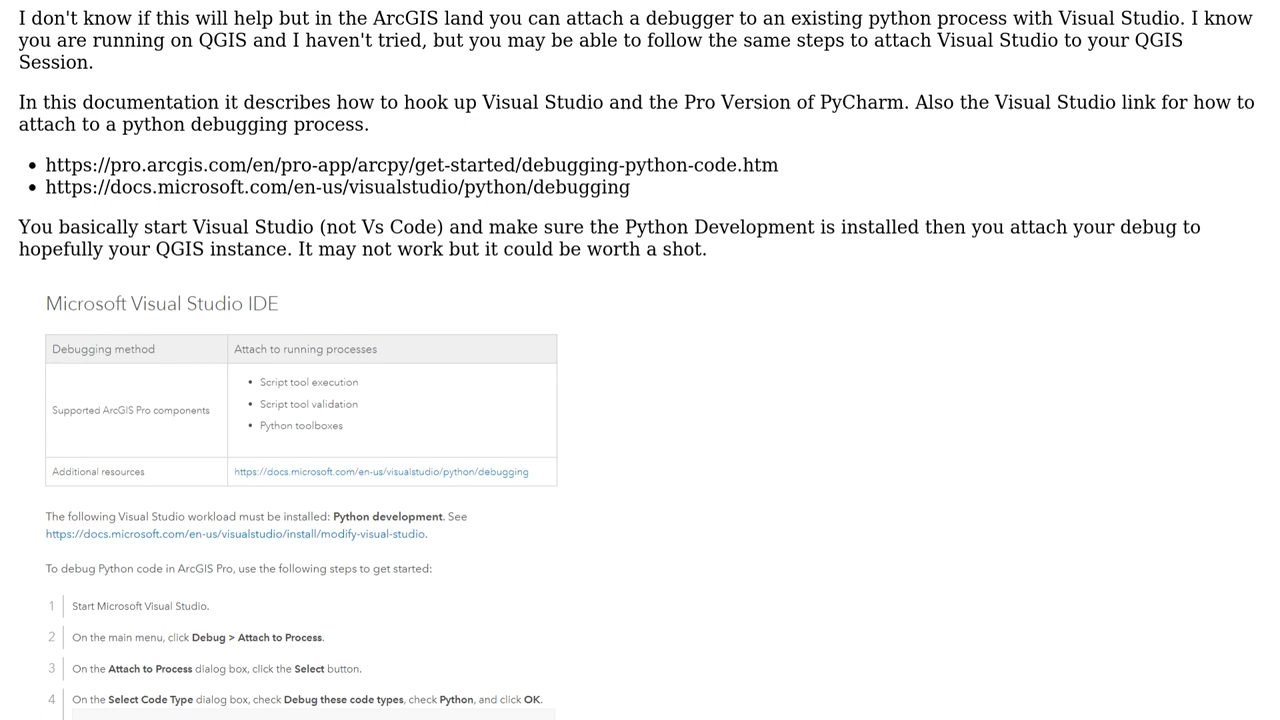 I don't know if this will help but in the ArcGIS land you can attach a debugger to an existing python process with Visual Studio. I know
you are running on QGIS and I haven't tried, but you may be able to follow the same steps to attach Visual Studio to your QGIS
Session.
In this documentation it describes how to hook up Visual Studio and the Pro Version of PyCharm. Also the Visual Studio link for how to
attach to a python debugging process.
• https://pro.arcgis.com/en/pro-app/arcpy/get-started/debugging-python-code.htm
• https://docs.microsoft.com/en-us/visualstudio/python/debugging
You basically start Visual Studio (not Vs Code) and make sure the Python Development is installed then you attach your debug to
hopefully your QGIS instance. It may not work but it could be worth a shot.
Microsoft Visual Studio IDE
Debugging method Attach to running processes
Supported ArcGIS Pro components
• Script tool execution
• Script tool validation
• Python toolboxes
Additional resources https://docs.microsoft.com/en-us/visualstudio/python/debugging
The following Visual Studio workload must be installed: Python development. See
https://docs.microsoft.com/en-us/visualstudio/install/modify-visual-studio.
To debug Python code in ArcGIS Pro, use the following steps to get started:
1 Start Microsoft Visual Studio.
2 On the main menu, click Debug > Attach to Process.
3 On the Attach to Process dialog box, click the Select button.
4 On the Select Code Type dialog box, check Debug these code types, check Python, and click OK.